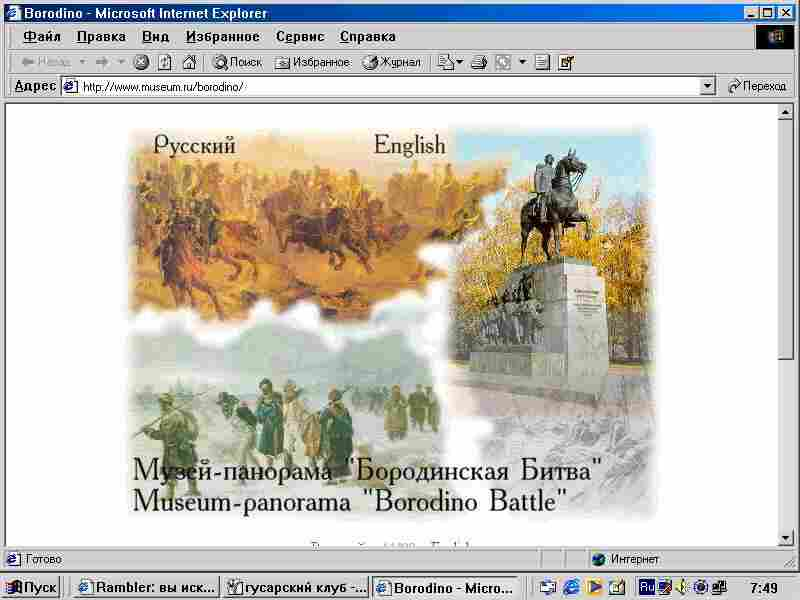 Borodino - Microsoft Internet Explorer
Файл Правка Вид Избранное Сервис Справка
Назад Поиск Избранное Журнал
Адрес http://www.museum.ru/borodino/ Переход
Русский English
Музей-панорама "Бородинская Битва"
Museum-panorama "Borodino Battle"
Готово Интернет
Пуск Rambler: вы иск... гусарский клуб -... Borodino - Micro... Ru 7:49